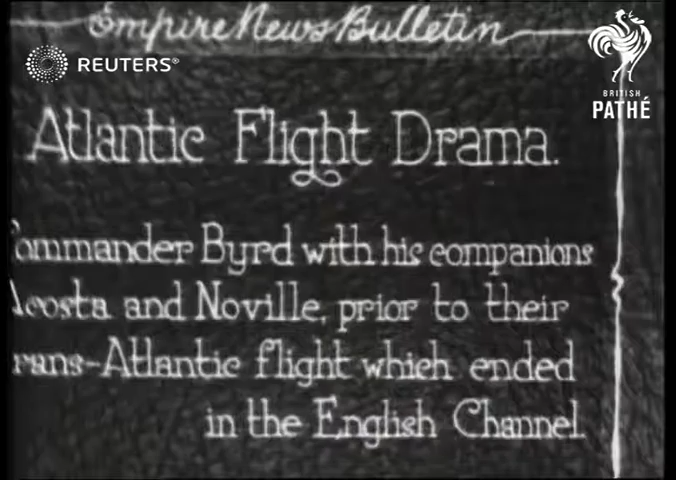 Empire News Bulletin
REUTERS®
BRITISH
PATHÉ
Atlantic Flight Drama.
ommander Byrd with his companions
Acosta and Noville, prior to their
rans-Atlantic flight which ended
in the English Channel.